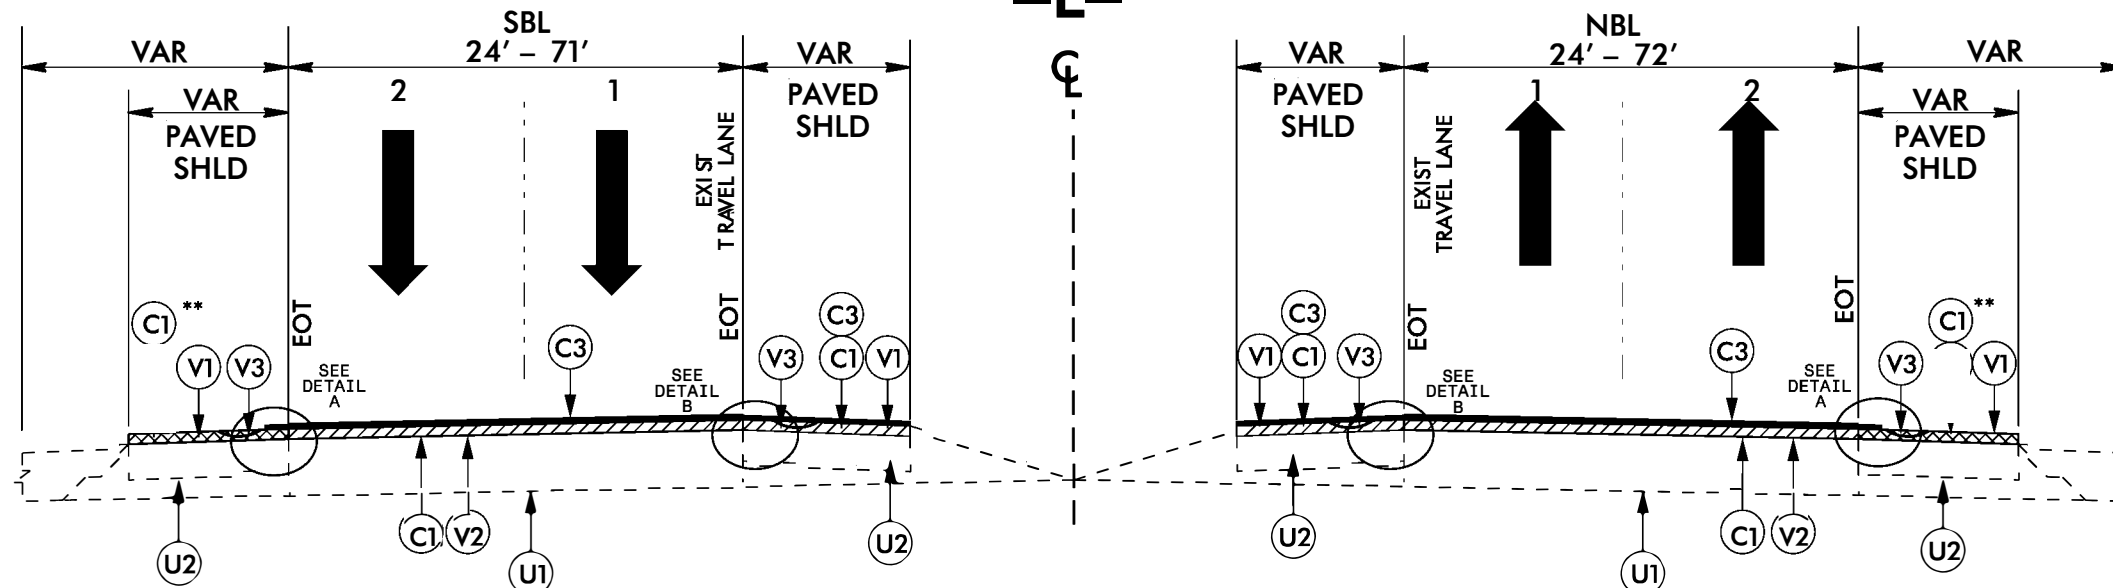 -L-
SBL
24' – 71'
VAR
VAR
VAR
PAVED
SHLD
2
1
PAVED
SHLD
EXIST
TRAVEL LANE
EOT
EOT
C1 **
V1
V3
SEE
DETAIL
A
C3
SEE
DETAIL
B
V3
C3
C1
V1
U2
C1
V2
U1
U2
CL
NBL
24' – 72'
VAR
VAR
PAVED
SHLD
1
2
VAR
PAVED
SHLD
EXIST
TRAVEL LANE
EOT
EOT
C3
V1
C1
V3
SEE
DETAIL
B
C3
SEE
DETAIL
A
V3
C1 **
V1
U2
U1
C1
V2
U2